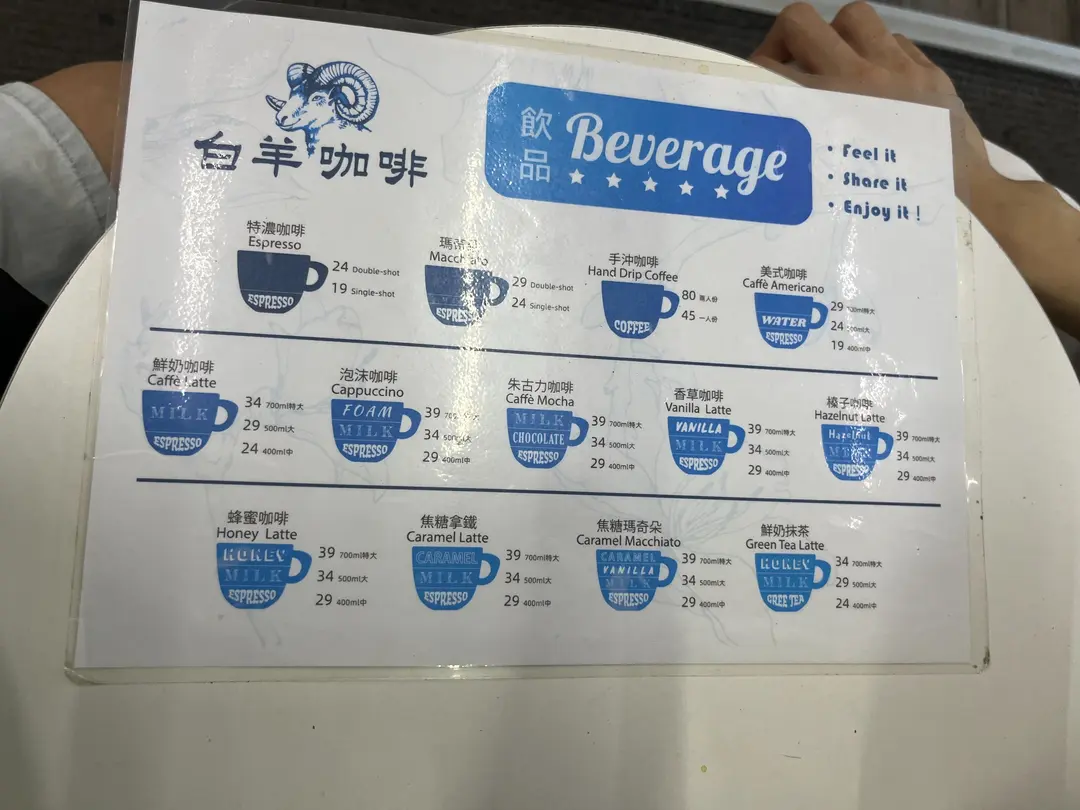 白羊咖啡
飲品
Beverage
• Feel it
• Share it
• Enjoy it !
特濃咖啡
Espresso
ESPRESSO
24 Double-shot
19 Single-shot
瑪
Macchiato
ESPRESSO
29 Double-shot
24 Single-shot
手沖咖啡
Hand Drip Coffee
COFFEE
80 兩人份
45 一人份
美式咖啡
Caffè Americano
WATER
ESPRESSO
29 700ml特大
24 500ml大
19 400ml中
鮮奶咖啡
Caffè Latte
MILK
ESPRESSO
34 700ml特大
29 500ml大
24 400ml中
泡沫咖啡
Cappuccino
FOAM
MILK
ESPRESSO
39 700ml特大
34 500ml大
29 400ml中
朱古力咖啡
Caffè Mocha
MILK
CHOCOLATE
ESPRESSO
39 700ml特大
34 500ml大
29 400ml中
香草咖啡
Vanilla Latte
VANILLA
MILK
ESPRESSO
39 700ml特大
34 500ml大
29 400ml中
榛子咖啡
Hazelnut Latte
Hazelnut
MILK
ESPRESSO
39 700ml特大
34 500ml大
29 400ml中
蜂蜜咖啡
Honey Latte
HONEY
MILK
ESPRESSO
39 700ml特大
34 500ml大
29 400ml中
焦糖拿鐵
Caramel Latte
CARAMEL
MILK
ESPRESSO
39 700ml特大
34 500ml大
29 400ml中
焦糖瑪奇朵
Caramel Macchiato
CARAMEL
VANILLA
MILK
ESPRESSO
39 700ml特大
34 500ml大
29 400ml中
鮮奶抹茶
Green Tea Latte
HONEY
MILK
GREE TEA
34 700ml特大
29 500ml大
24 400ml中